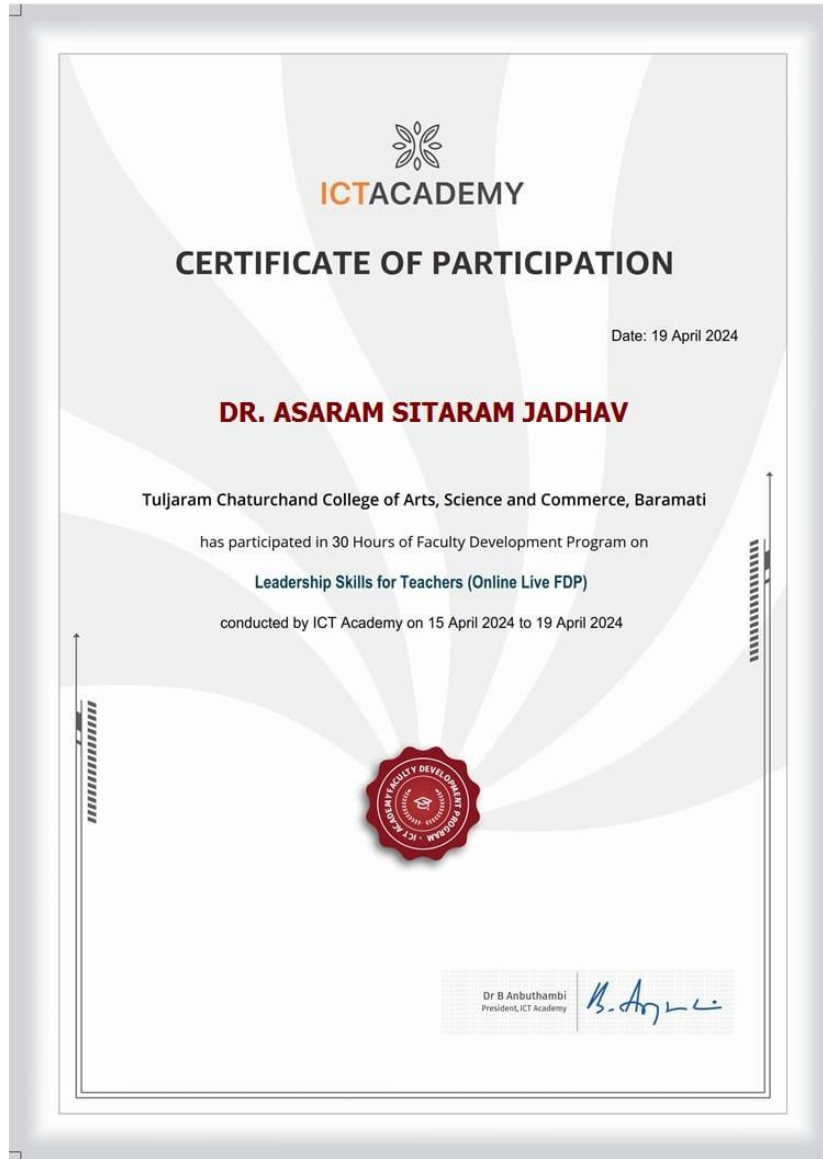 ICTACADEMY
CERTIFICATE OF PARTICIPATION
Date: 19 April 2024
DR. ASARAM SITARAM JADHAV
Tuljaram Chaturchand College of Arts, Science and Commerce, Baramati
has participated in 30 Hours of Faculty Development Program on
Leadership Skills for Teachers (Online Live FDP)
conducted by ICT Academy on 15 April 2024 to 19 April 2024
ICT ACADEMY FACULTY DEVELOPMENT PROGRAM
Dr B Anbuthambi
President, ICT Academy